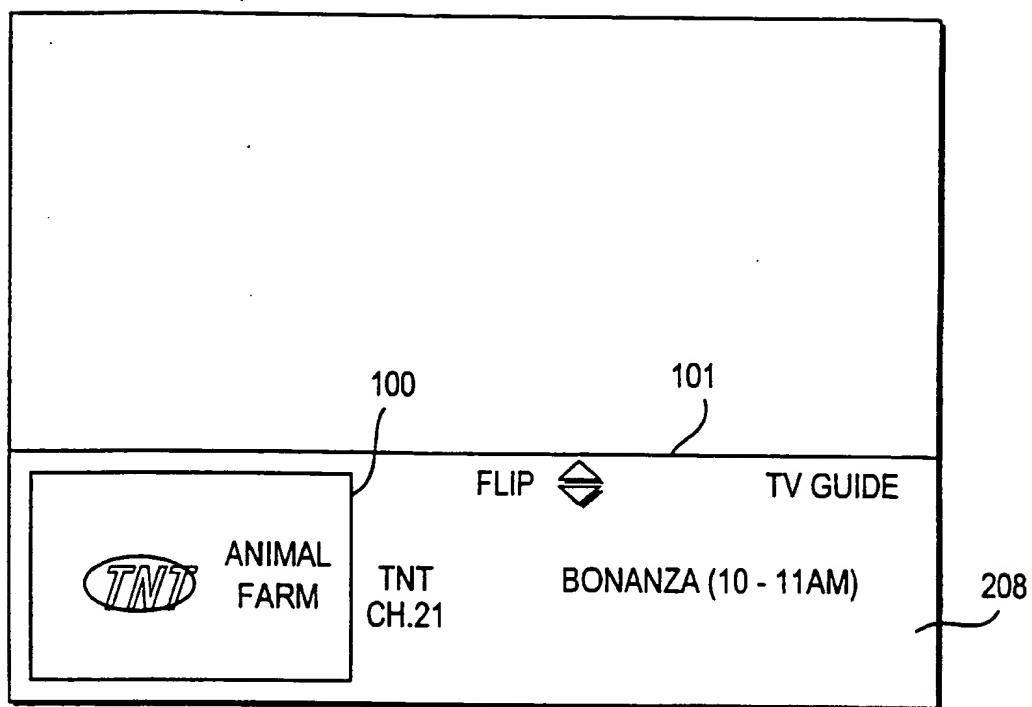 100
101
FLIP
TV GUIDE
TNT
ANIMAL
FARM
TNT
CH.21
BONANZA (10 - 11AM)
208